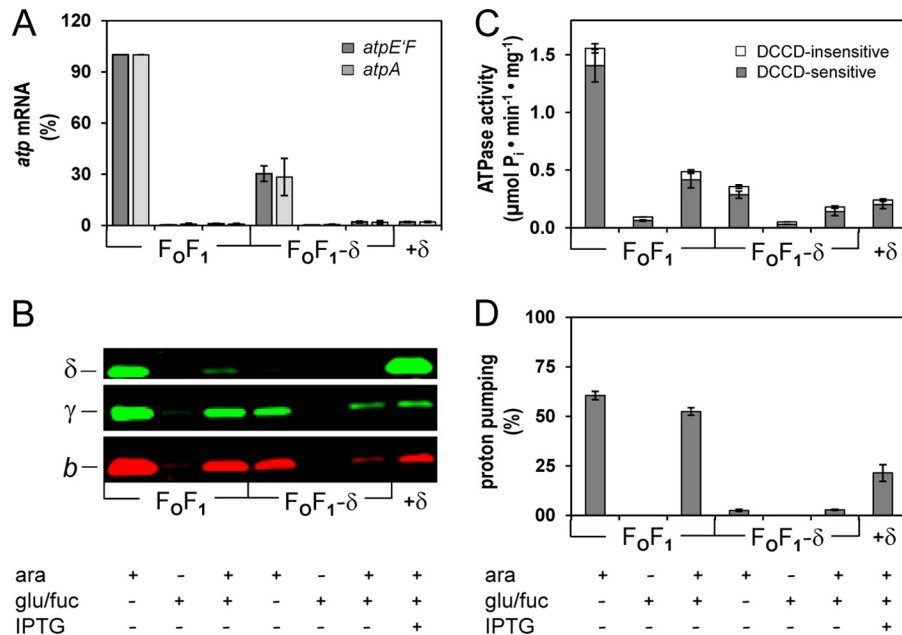 A
120
90
60
30
0
atp mRNA
(%)
atpE'F
atpA
FOF1
FOF1-δ
+δ
B
δ
γ
b
FOF1
FOF1-δ
+δ
ara + - + + - + +
glu/fuc - + + - + + +
IPTG - - - - - - +
C
1.5
1.0
0.5
0.0
ATPase activity
(µmol Pi • min-1 • mg-1)
DCCD-insensitive
DCCD-sensitive
FOF1
FOF1-δ
+δ
D
100
75
50
25
00
proton pumping
(%)
FOF1
FOF1-δ
+δ
ara + - + + - + +
glu/fuc - + + - + + +
IPTG - - - - - - +